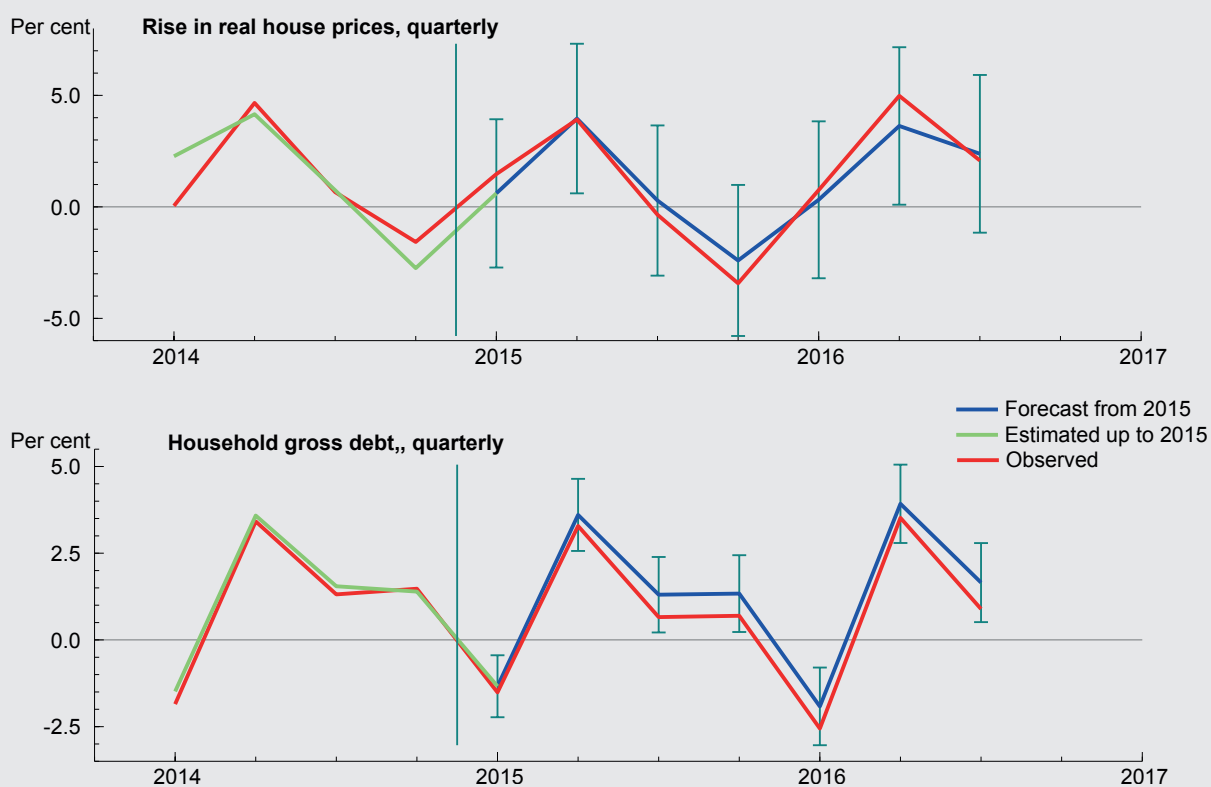 Per cent
Rise in real house prices, quarterly
5.0
0.0
-5.0
2014
2015
2016
2017
Forecast from 2015
Estimated up to 2015
Observed
Per cent
Household gross debt,, quarterly
5.0
2.5
0.0
-2.5
2014
2015
2016
2017